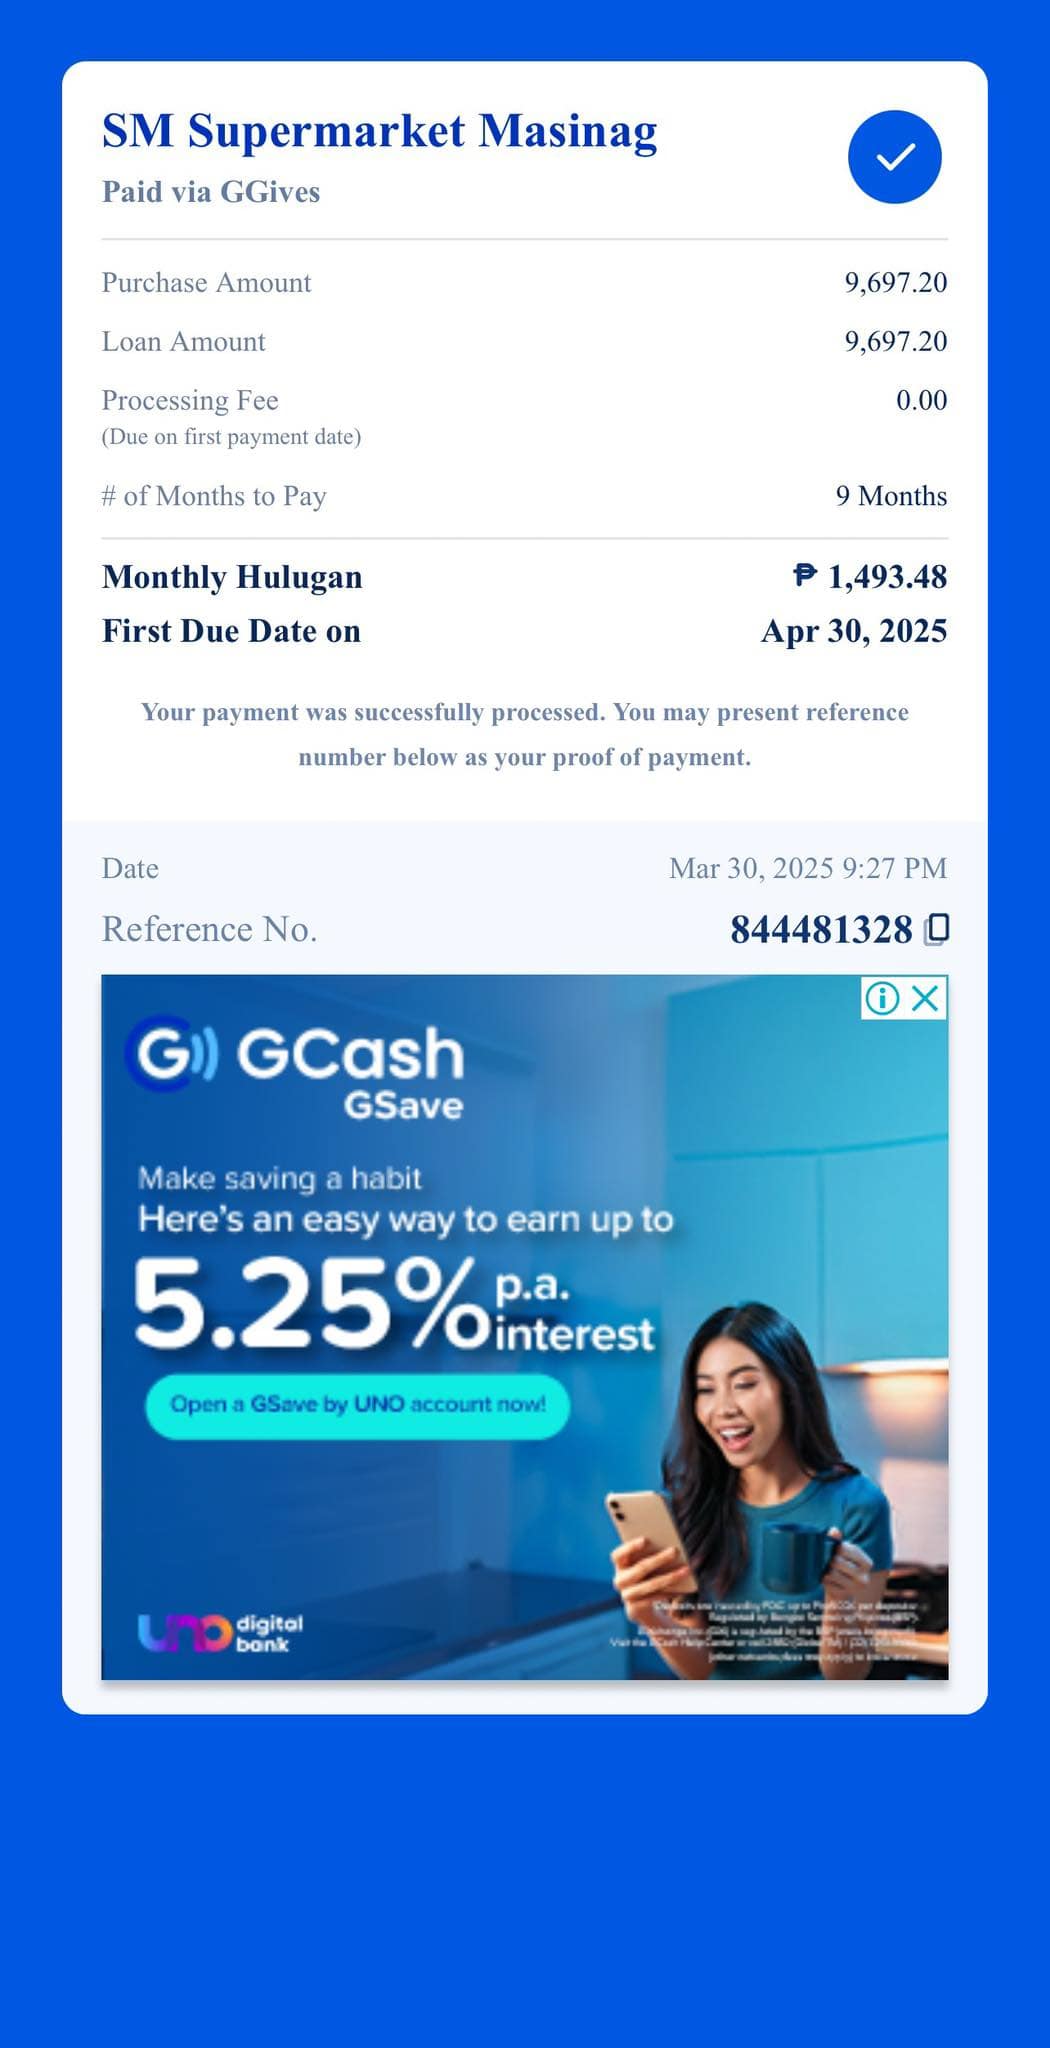 SM Supermarket Masinag
Paid via GGives
Purchase Amount 9,697.20
Loan Amount 9,697.20
Processing Fee 0.00
(Due on first payment date)
# of Months to Pay 9 Months
Monthly Hulugan ₱ 1,493.48
First Due Date on Apr 30, 2025
Your payment was successfully processed. You may present reference
number below as your proof of payment.
Date Mar 30, 2025 9:27 PM
Reference No. 844481328
G GCash
GSave
Make saving a habit
Here's an easy way to earn up to
5.25% p.a.
interest
Open a GSave by UNO account now!
uno digital
bank